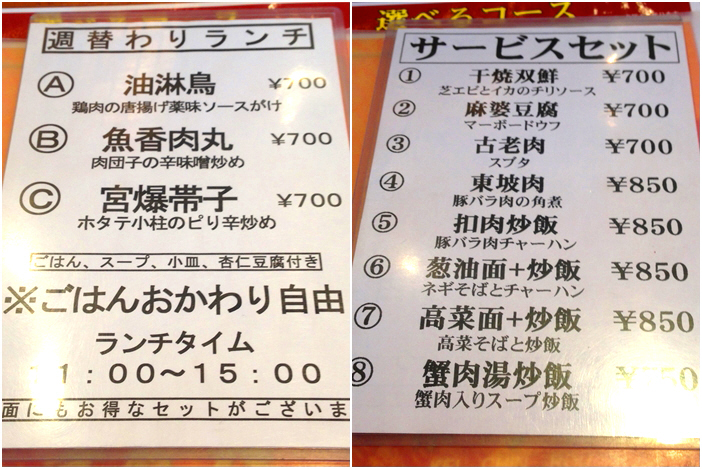 週替わりランチ
Ⓐ 油淋鳥 ¥700
鶏肉の唐揚げ薬味ソースがけ
Ⓑ 魚香肉丸 ¥700
肉団子の辛味噌炒め
Ⓒ 宮爆帯子 ¥700
ホタテ小柱のピリ辛炒め
ごはん、スープ、小皿、杏仁豆腐付き
※ごはんおかわり自由
ランチタイム
11：00～15：00
面にもお得なセットがございま
選べるコース
サービスセット
① 干焼双鮮 ¥700
芝エビとイカのチリソース
② 麻婆豆腐 ¥700
マーボードウフ
③ 古老肉 ¥700
スブタ
④ 東坡肉 ¥850
豚バラ肉の角煮
⑤ 扣肉炒飯 ¥850
豚バラ肉チャーハン
⑥ 葱油面+炒飯 ¥850
ネギそばとチャーハン
⑦ 高菜面+炒飯 ¥850
高菜そばと炒飯
⑧ 蟹肉湯炒飯
蟹肉入りスープ炒飯